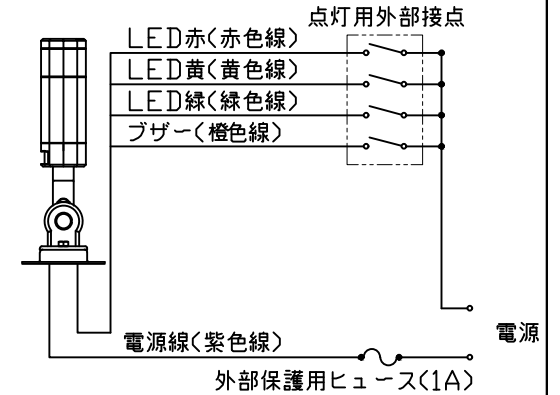 点灯用外部接点
LED赤(赤色線)
LED黄(黄色線)
LED緑(緑色線)
ブザー(橙色線)
電源
電源線(紫色線)
外部保護用ヒューズ(1A)